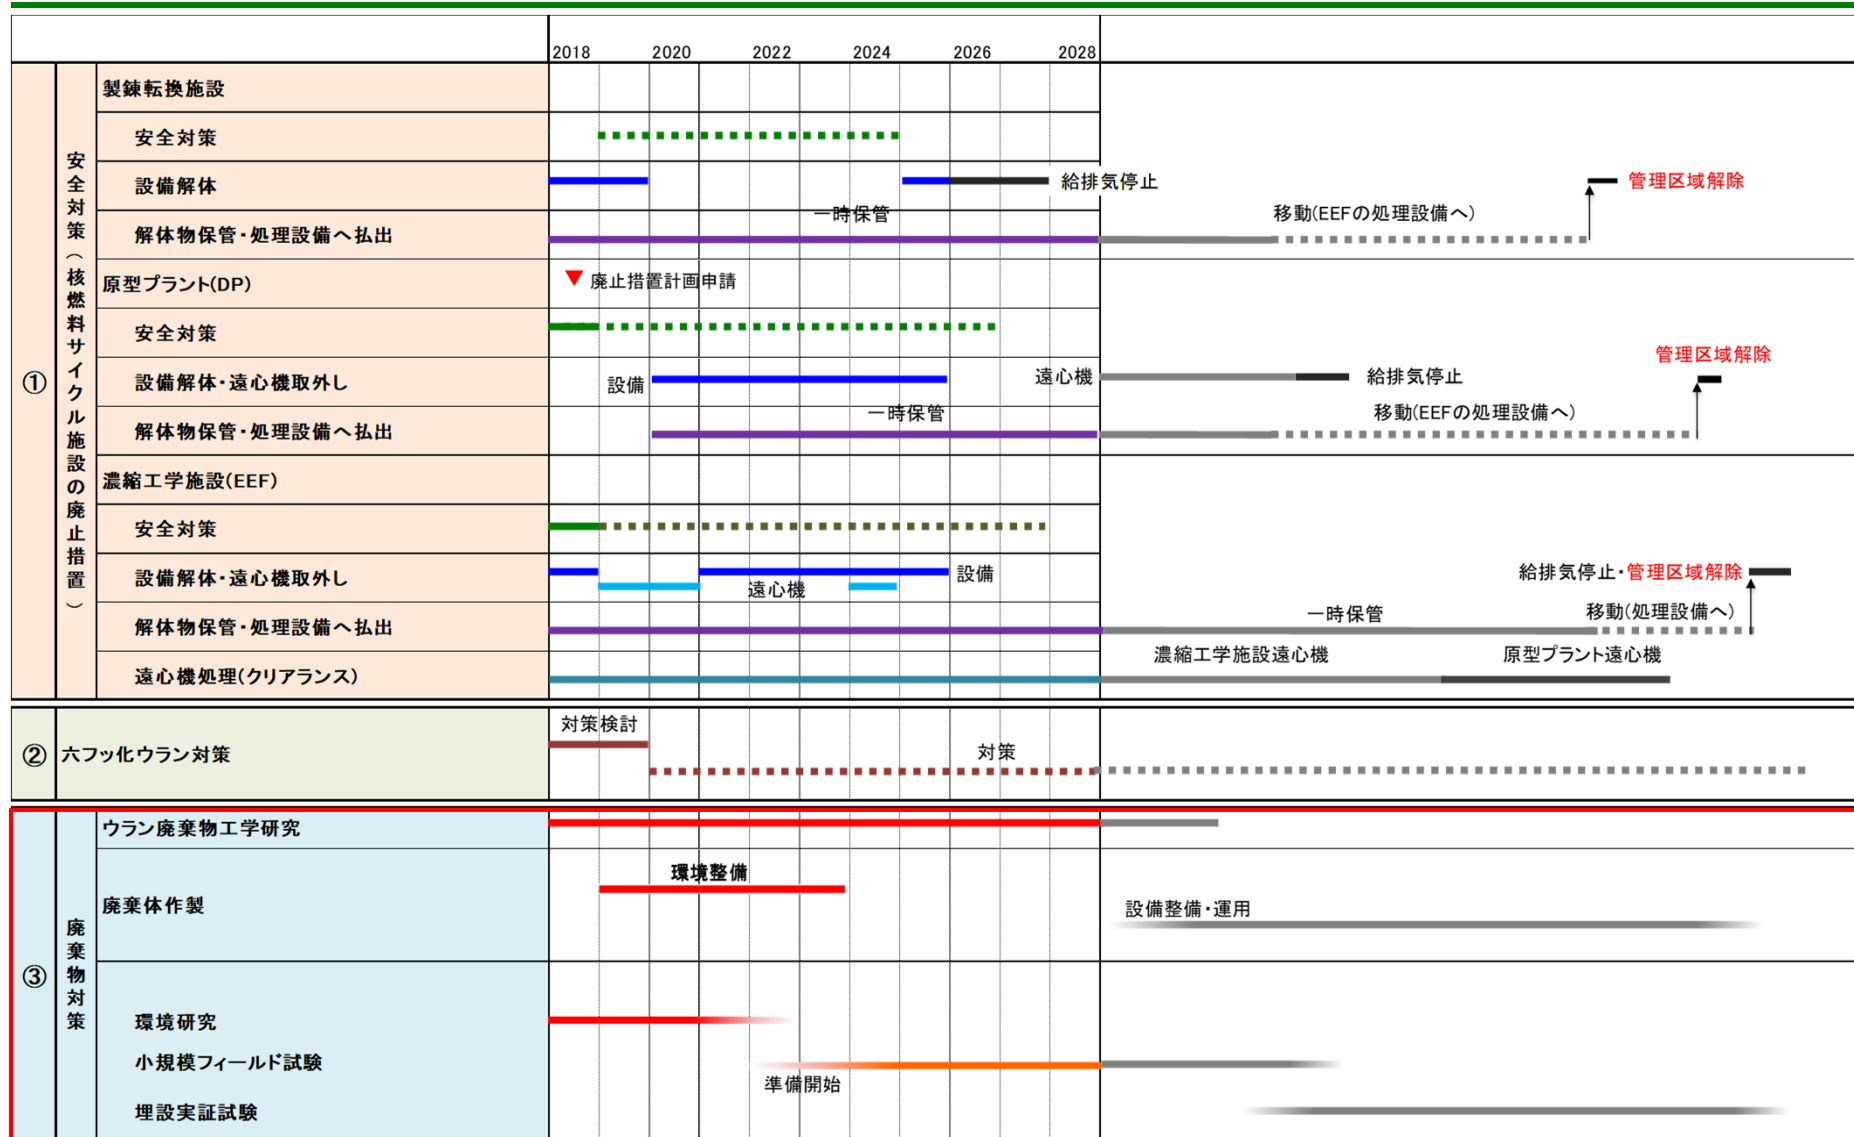 2018 2020 2022 2024 2026 2028
①
安全対策（核燃料サイクル施設の廃止措置）
製錬転換施設
安全対策
設備解体
給排気停止
管理区域解除
解体物保管・処理設備へ払出
一時保管
移動(EEFの処理設備へ)
原型プラント(DP)
廃止措置計画申請
安全対策
設備解体・遠心機取外し
設備
遠心機
給排気停止
管理区域解除
解体物保管・処理設備へ払出
一時保管
移動(EEFの処理設備へ)
濃縮工学施設(EEF)
安全対策
設備解体・遠心機取外し
遠心機
設備
給排気停止・管理区域解除
解体物保管・処理設備へ払出
一時保管
移動(処理設備へ)
遠心機処理(クリアランス)
濃縮工学施設遠心機
原型プラント遠心機
②
六フッ化ウラン対策
対策検討
対策
③
廃棄物対策
ウラン廃棄物工学研究
廃棄体作製
環境整備
設備整備・運用
環境研究
小規模フィールド試験
準備開始
埋設実証試験